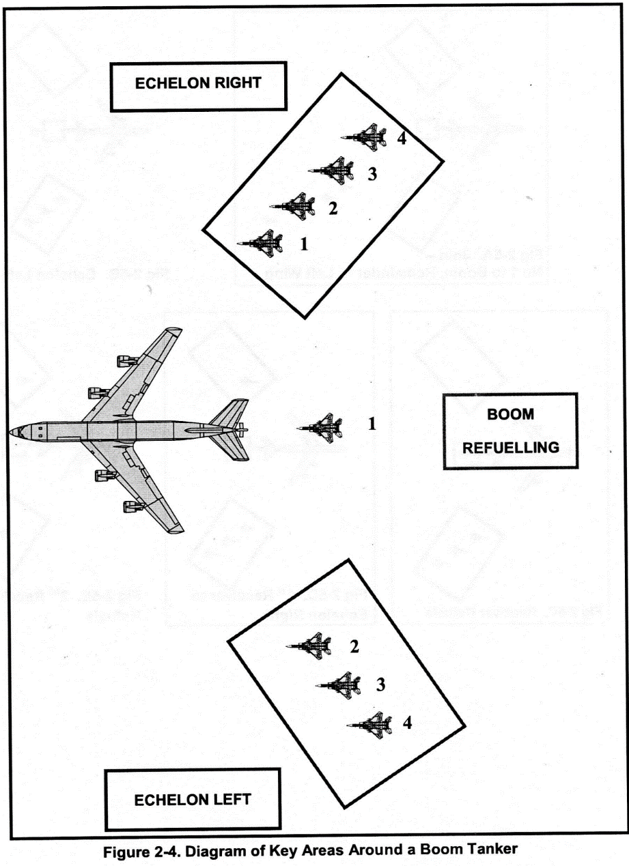 ECHELON RIGHT
4
3
2
1
1
BOOM
REFUELLING
2
3
4
ECHELON LEFT
Figure 2-4. Diagram of Key Areas Around a Boom Tanker